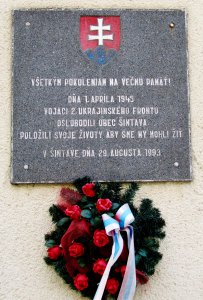 VŠETKÝM POKOLENIAM NA VEČNÚ PAMÄŤ!
DŇA 1. APRÍLA 1945
VOJACI 2. UKRAJINSKÉHO FRONTU
OSLOBODILI OBEC ŠINTAVA.
POLOŽILI SVOJE ŽIVOTY ABY SME MY MOHLI ŽIŤ
V ŠINTAVE DŇA 29. AUGUSTA 1993